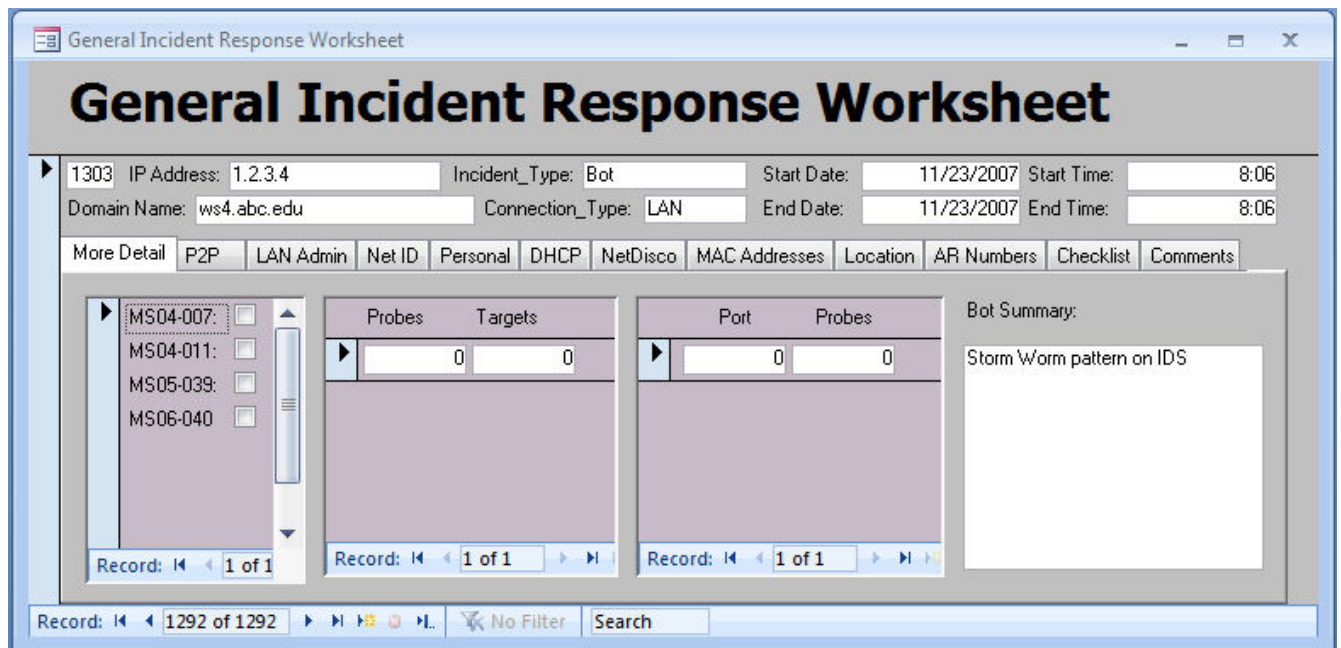 General Incident Response Worksheet
General Incident Response Worksheet
1303 IP Address: 1.2.3.4 Incident_Type: Bot Start Date: 11/23/2007 Start Time: 8:06
Domain Name: ws4.abc.edu Connection_Type: LAN End Date: 11/23/2007 End Time: 8:06
More Detail P2P LAN Admin Net ID Personal DHCP NetDisco MAC Addresses Location AR Numbers Checklist Comments
MS04-007:
MS04-011:
MS05-039:
MS06-040
Record: 1 of 1
Probes Targets
0 0
Record: 1 of 1
Port Probes
0 0
Record: 1 of 1
Bot Summary:
Storm Worm pattern on IDS
Record: 1292 of 1292 No Filter Search